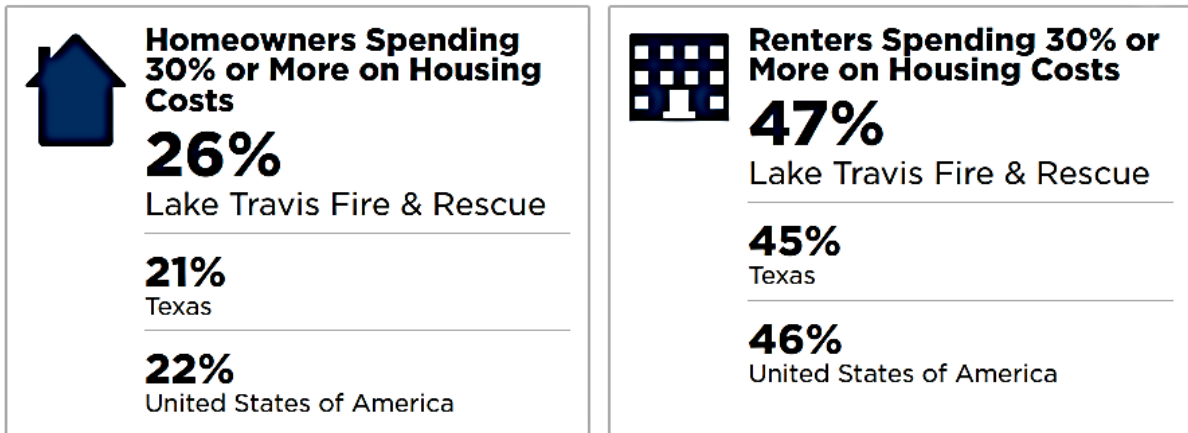 Homeowners Spending
30% or More on Housing
Costs
26%
Lake Travis Fire & Rescue
21%
Texas
22%
United States of America
Renters Spending 30% or
More on Housing Costs
47%
Lake Travis Fire & Rescue
45%
Texas
46%
United States of America